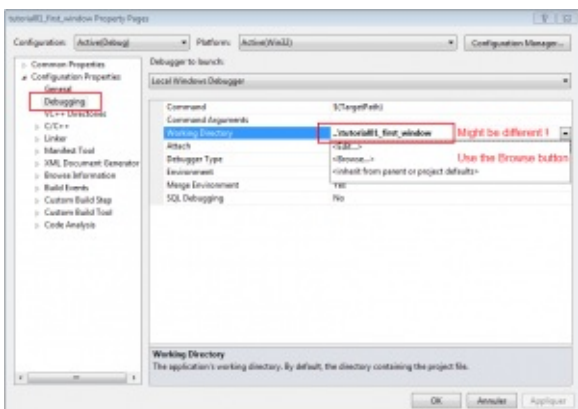 tutorial01_first_window Property Pages
Configuration: Active(Debug) Platform: Active(Win32) Configuration Manager...
Common Properties
Configuration Properties
General
Debugging
VC++ Directories
C/C++
Linker
Manifest Tool
XML Document Generator
Browse Information
Build Events
Custom Build Step
Custom Build Tool
Code Analysis
Debugger to launch:
Local Windows Debugger
Command $(TargetPath)
Command Arguments
Working Directory ..\tutorial01_first_window Might be different !
Attach <Edit...>
Debugger Type <Browse...> Use the Browse button
Environment <inherit from parent or project defaults>
Merge Environment Yes
SQL Debugging No
Working Directory
The application's working directory. By default, the directory containing the project file.
OK Annuler Appliquer